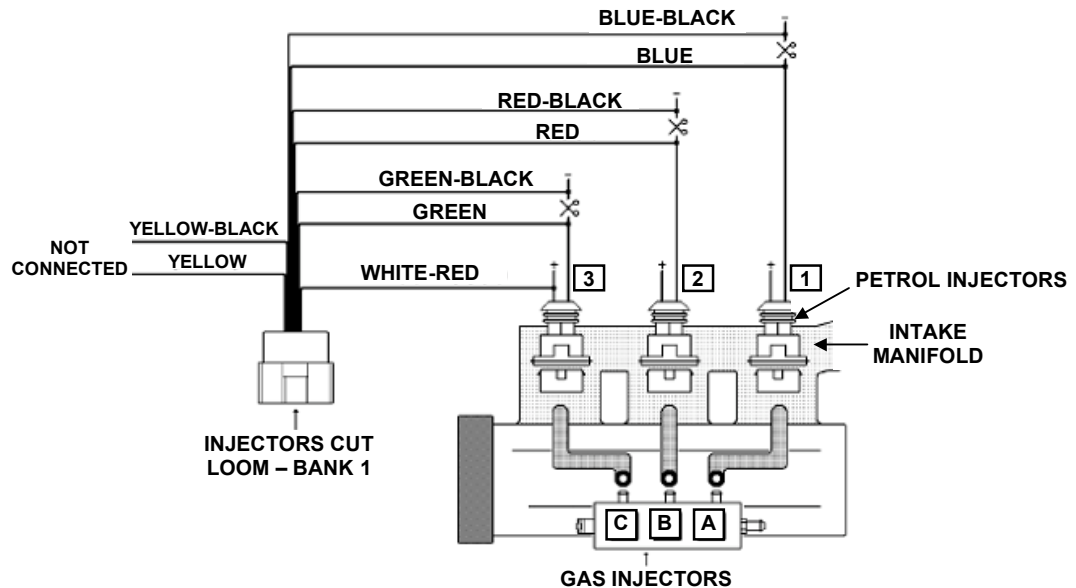 BLUE-BLACK
BLUE
RED-BLACK
RED
GREEN-BLACK
GREEN
YELLOW-BLACK
NOT
CONNECTED
YELLOW
WHITE-RED
3
2
1
PETROL INJECTORS
INTAKE
MANIFOLD
INJECTORS CUT
LOOM – BANK 1
C B A
GAS INJECTORS